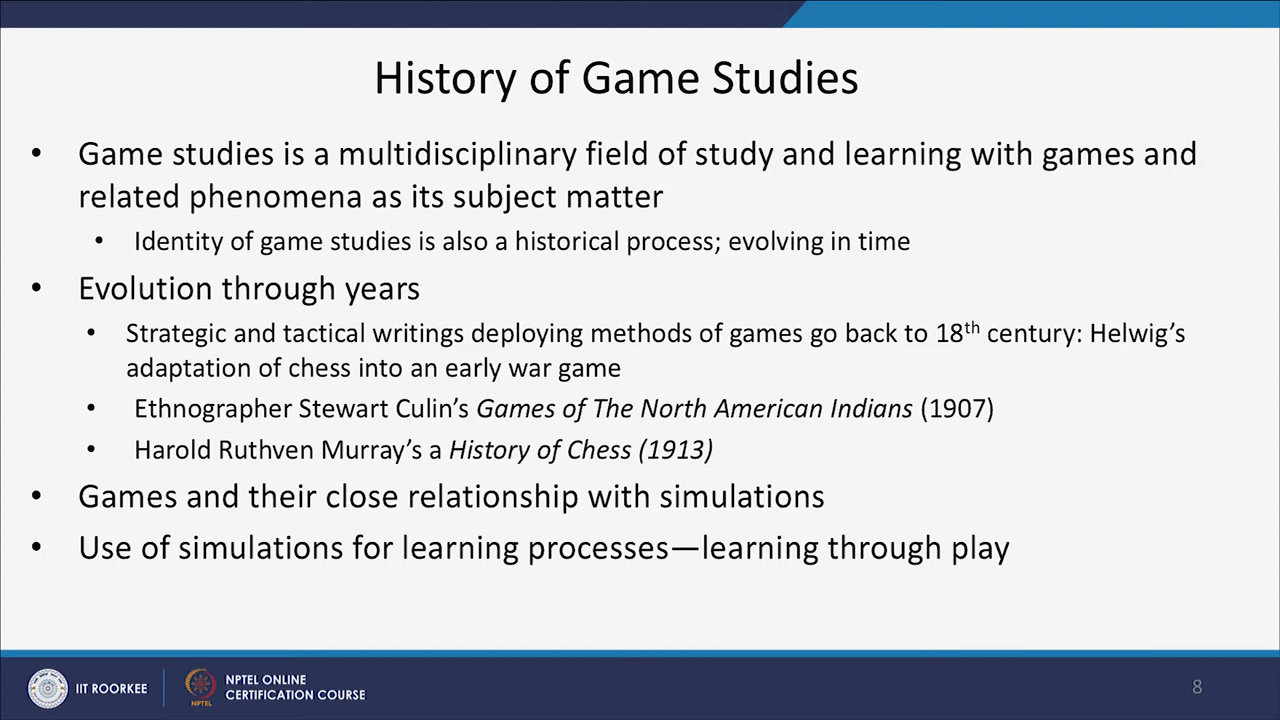 History of Game Studies
• Game studies is a multidisciplinary field of study and learning with games and
related phenomena as its subject matter
• Identity of game studies is also a historical process; evolving in time
• Evolution through years
• Strategic and tactical writings deploying methods of games go back to 18th century: Helwig's
adaptation of chess into an early war game
• Ethnographer Stewart Culin's Games of The North American Indians (1907)
• Harold Ruthven Murray's a History of Chess (1913)
• Games and their close relationship with simulations
• Use of simulations for learning processes—learning through play
IIT ROORKEE
NPTEL
NPTEL ONLINE
CERTIFICATION COURSE
8